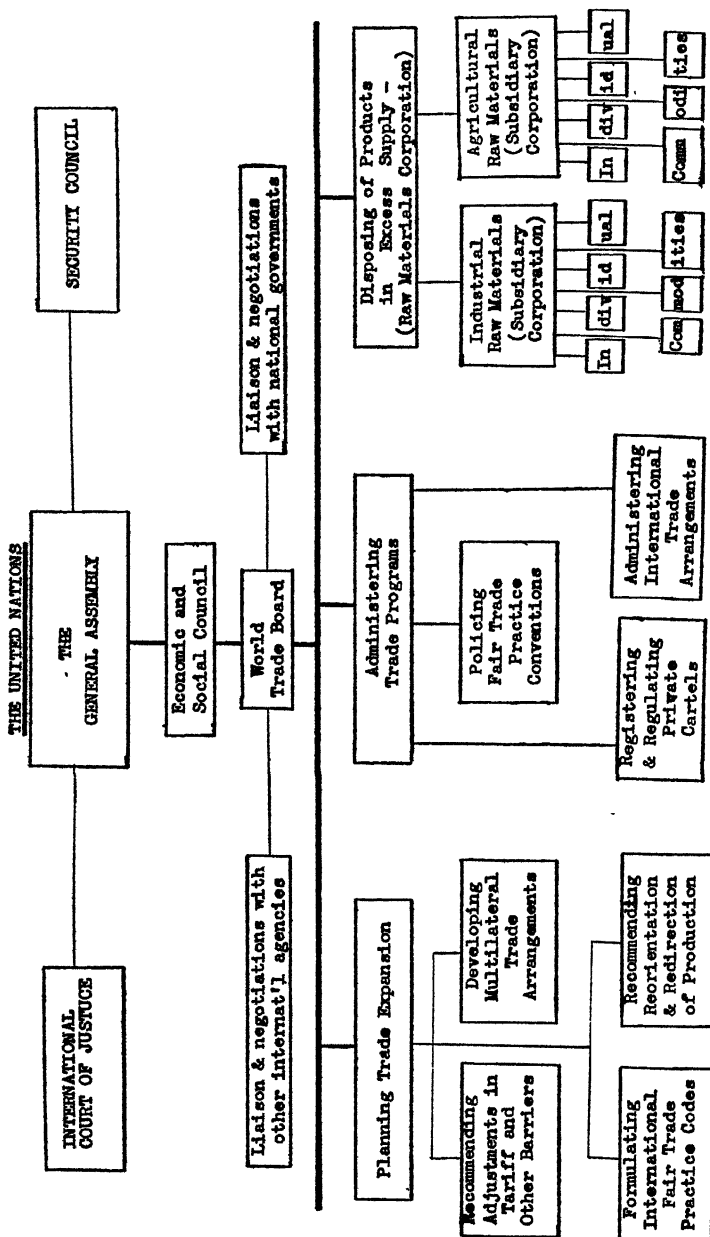 THE UNITED NATIONS
INTERNATIONAL
COURT OF JUSTUCE
- THE
GENERAL ASSEMBLY
SECURITY COUNCIL
Economic and
Social Council
Liaison & negotiations with
other internat'l agencies
World
Trade Board
Liaison & negotiations
with national governments
Planning Trade Expansion
Recommending
Adjustments in
Tariff and
Other Barriers
Developing
Multilateral
Trade
Arrangements
Formulating
International
Fair Trade
Practice Codes
Recommending
Reorientation
& Redirection
of Production
Administering
Trade Programs
Policing
Fair Trade
Practice
Conventions
Registering
& Regulating
Private
Cartels
Administering
International
Trade
Arrangements
Disposing of Products
in Excess Supply -
(Raw Materials Corporation)
Industrial
Raw Materials
(Subsidiary
Corporation)
In div id ual
Com mod ities
Agricultural
Raw Materials
(Subsidiary
Corporation)
In div id ual
Comm odi ties